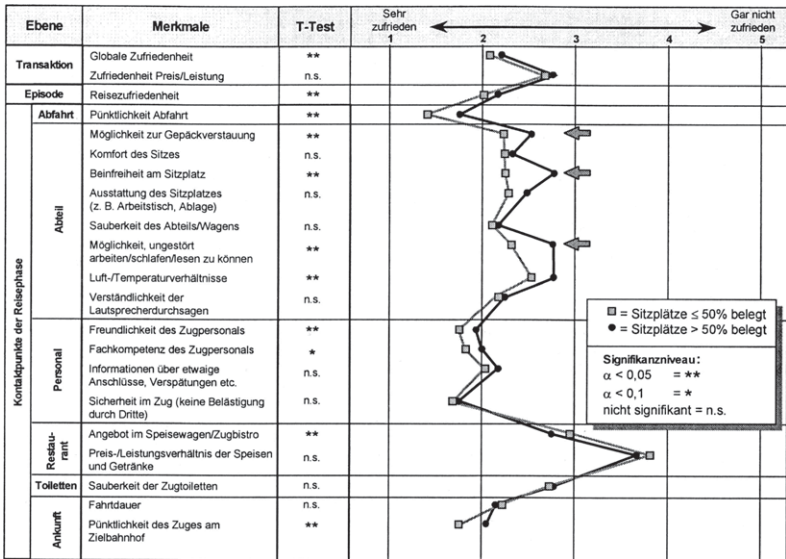 Ebene Merkmale T-Test Sehr zufrieden Gar nicht zufrieden
1 2 3 4 5
Transaktion
Globale Zufriedenheit **
Zufriedenheit Preis/Leistung n.s.
Episode Reisezufriedenheit **
Kontaktpunkte der Reisephase
Abfahrt Pünktlichkeit Abfahrt **
Abteil
Möglichkeit zur Gepäckverstauung **
Komfort des Sitzes n.s.
Beinfreiheit am Sitzplatz **
Ausstattung des Sitzplatzes n.s.
(z. B. Arbeitstisch, Ablage)
Sauberkeit des Abteils/Wagens n.s.
Möglichkeit, ungestört
arbeiten/schlafen/lesen zu können **
Luft-/Temperaturverhältnisse **
Verständlichkeit der
Lautsprecherdurchsagen n.s.
Personal
Freundlichkeit des Zugpersonals **
Fachkompetenz des Zugpersonals *
Informationen über etwaige
Anschlüsse, Verspätungen etc. n.s.
Sicherheit im Zug (keine Belästigung
durch Dritte) n.s.
Restau-
rant
Angebot im Speisewagen/Zugbistro **
Preis-/Leistungsverhältnis der Speisen
und Getränke n.s.
Toiletten Sauberkeit der Zugtoiletten n.s.
Ankunft
Fahrtdauer n.s.
Pünktlichkeit des Zuges am
Zielbahnhof **
= Sitzplätze ≤ 50% belegt
= Sitzplätze > 50% belegt
Signifikanzniveau:
α < 0,05 = **
α < 0,1 = *
nicht signifikant = n.s.